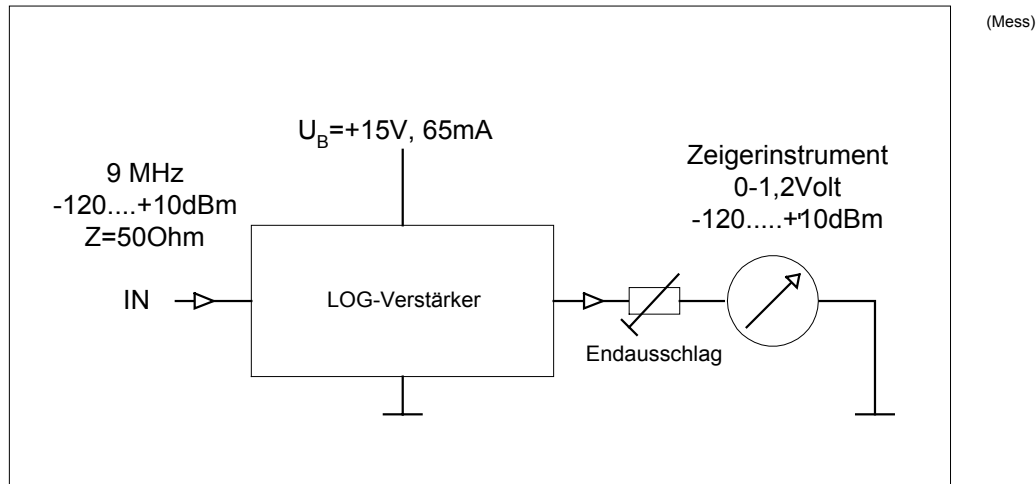 (Mess)
U_B=+15V, 65mA
9 MHz
-120....+10dBm
Z=50Ohm
Zeigerinstrument
0-1,2Volt
-120.....+10dBm
IN
LOG-Verstärker
Endausschlag